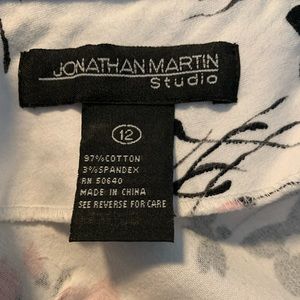 JONATHAN MARTIN
Studio
12
97% COTTON
3% SPANDEX
RN 50640
MADE IN CHINA
SEE REVERSE FOR CARE